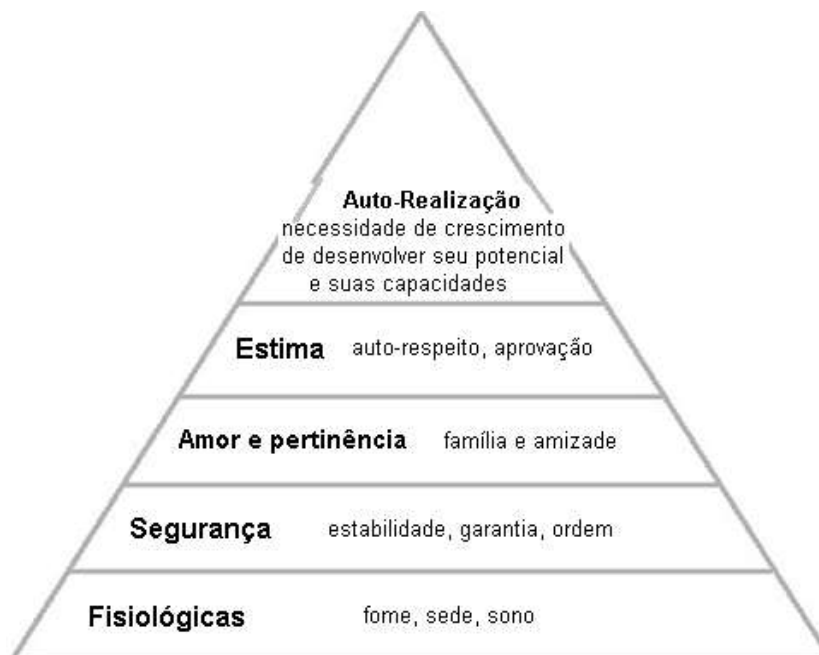 Auto-Realização
necessidade de crescimento
de desenvolver seu potencial
e suas capacidades
Estima auto-respeito, aprovação
Amor e pertinência família e amizade
Segurança estabilidade, garantia, ordem
Fisiológicas fome, sede, sono